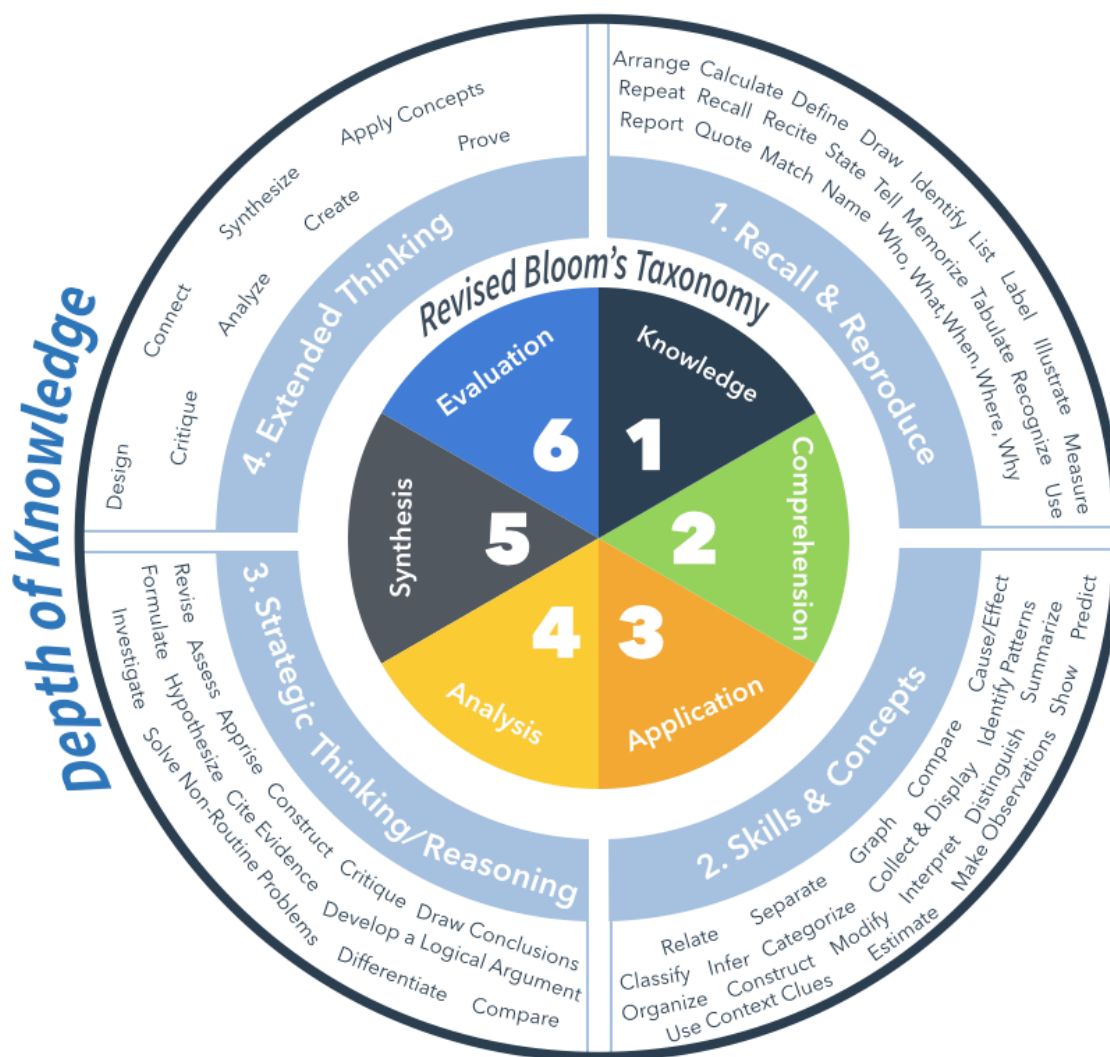 Depth of Knowledge
Revised Bloom's Taxonomy
Knowledge
1
Comprehension
2
Application
3
Analysis
4
Synthesis
5
Evaluation
6
1. Recall & Reproduce
Arrange Calculate Define Draw Identify List Label Illustrate Measure
Repeat Recall Recite State Tell Memorize Tabulate Recognize Use
Report Quote Match Name Who, What, When, Where, Why
2. Skills & Concepts
Relate Separate Graph Compare Cause/Effect
Classify Infer Categorize Collect & Display Identify Patterns
Organize Construct Modify Interpret Distinguish Summarize
Use Context Clues Estimate Make Observations Show Predict
3. Strategic Thinking/Reasoning
Revise Assess Apprise Construct Critique Draw Conclusions
Formulate Hypothesize Cite Evidence Develop a Logical Argument
Investigate Solve Non-Routine Problems Differentiate Compare
4. Extended Thinking
Design Connect Synthesize Apply Concepts
Critique Analyze Create Prove